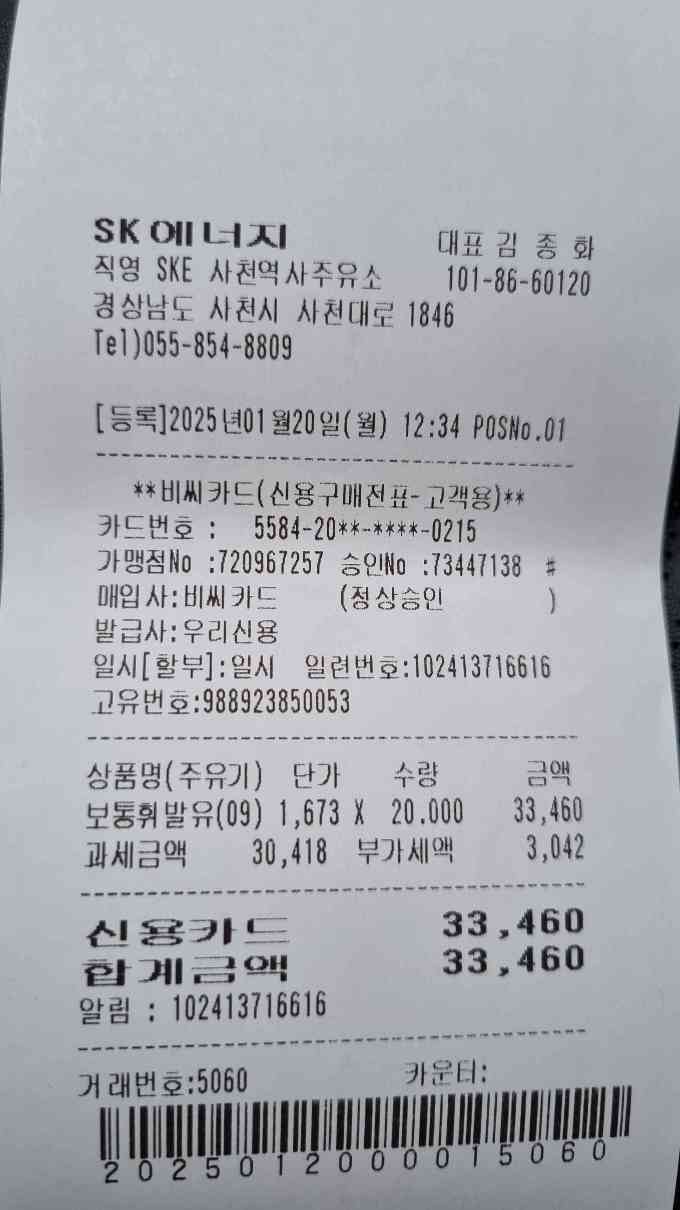 SK에너지 대표 김 종 화
직영 SKE 사천역사주유소 101-86-60120
경상남도 사천시 사천대로 1846
Tel)055-854-8809
[등록]2025년01월20일(월) 12:34 POSNo.01
**비씨카드(신용구매전표-고객용)**
카드번호 : 5584-20**-****-0215
가맹점No :720967257 승인No :73447138 #
매입사:비씨카드 (정상승인 )
발급사:우리신용
일시[할부]:일시 일련번호:102413716616
고유번호:988923850053
상품명(주유기) 단가 수량 금액
보통휘발유(09) 1,673 X 20.000 33,460
과세금액 30,418 부가세액 3,042
신용카드 33,460
합계금액 33,460
알림 : 102413716616
거래번호:5060 카운터:
20250120000015060